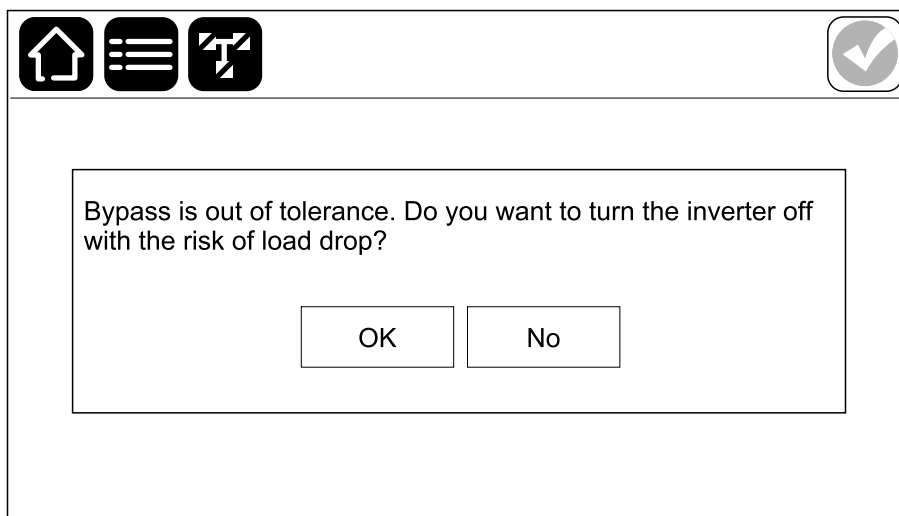 Bypass is out of tolerance. Do you want to turn the inverter off
with the risk of load drop?
OK
No